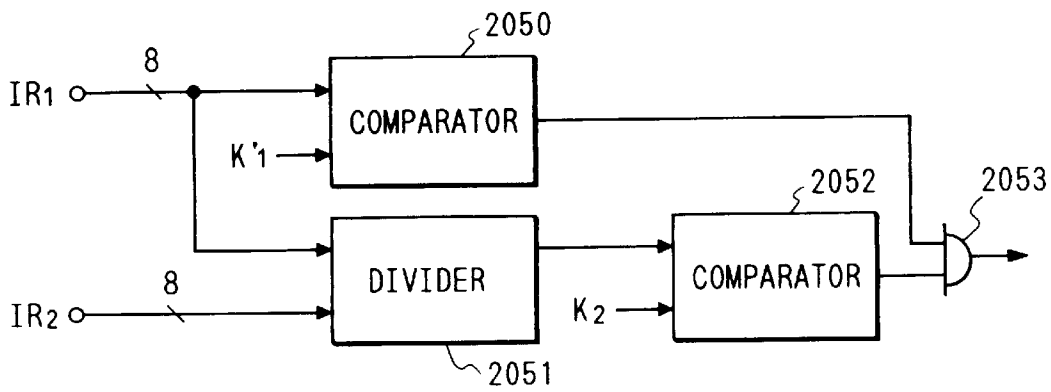 2050
8
IR1
COMPARATOR
K'1
2052
2053
8
DIVIDER
COMPARATOR
IR2
K2
2051